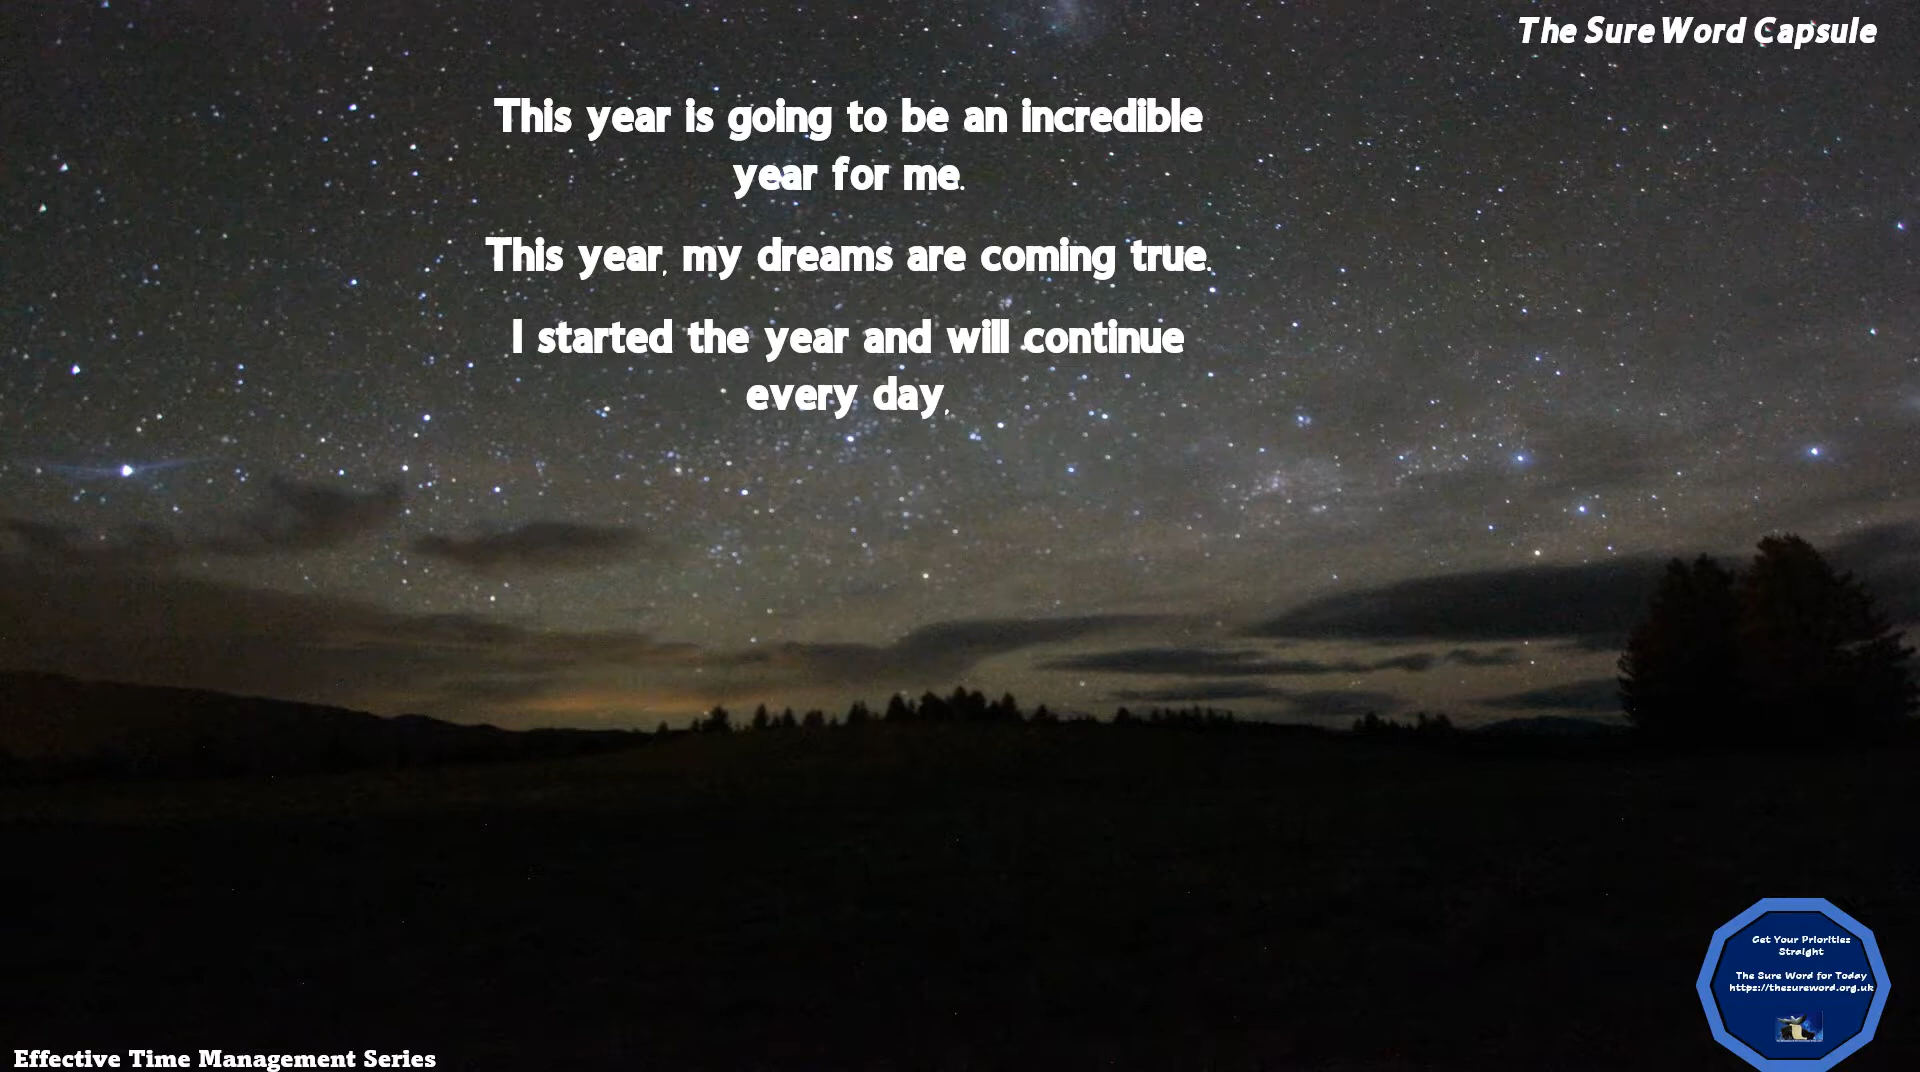 The Sure Word Capsule
This year is going to be an incredible
year for me.
This year, my dreams are coming true.
I started the year and will continue
every day,
Get Your Priorities
Straight
The Sure Word for Today
https://thesureword.org.uk
Effective Time Management Series